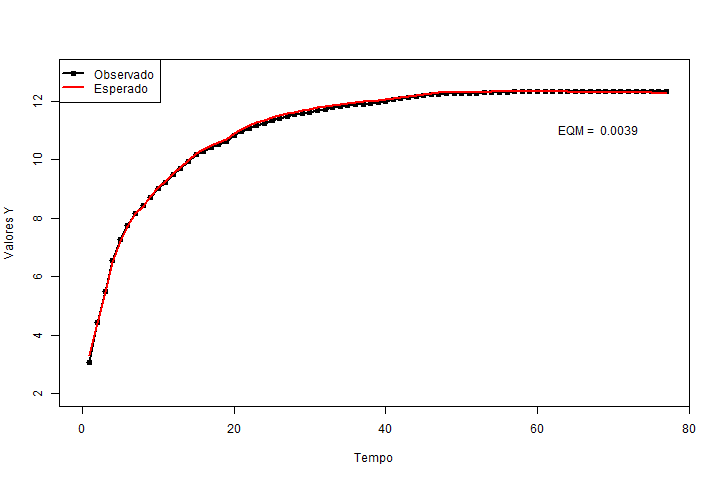 Observado
Esperado
12
10
8
6
4
2
Valores Y
EQM = 0.0039
0
20
40
60
80
Tempo